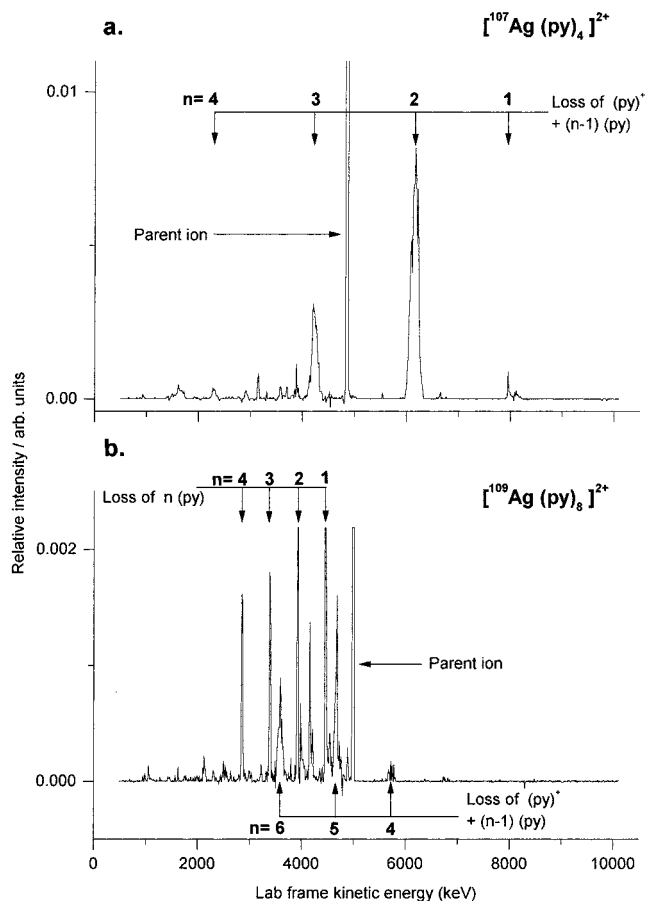 a.
[¹⁰⁷Ag (py)₄ ]²⁺
0.01
n= 4 3 2 1
Loss of (py)⁺
+ (n-1) (py)
Parent ion
0.00
Relative intensity / arb. units
b.
n= 4 3 2 1
Loss of n (py)
[¹⁰⁹Ag (py)₈ ]²⁺
0.002
Parent ion
0.000
Loss of (py)⁺
n= 6 5 4
+ (n-1) (py)
0 2000 4000 6000 8000 10000
Lab frame kinetic energy (keV)